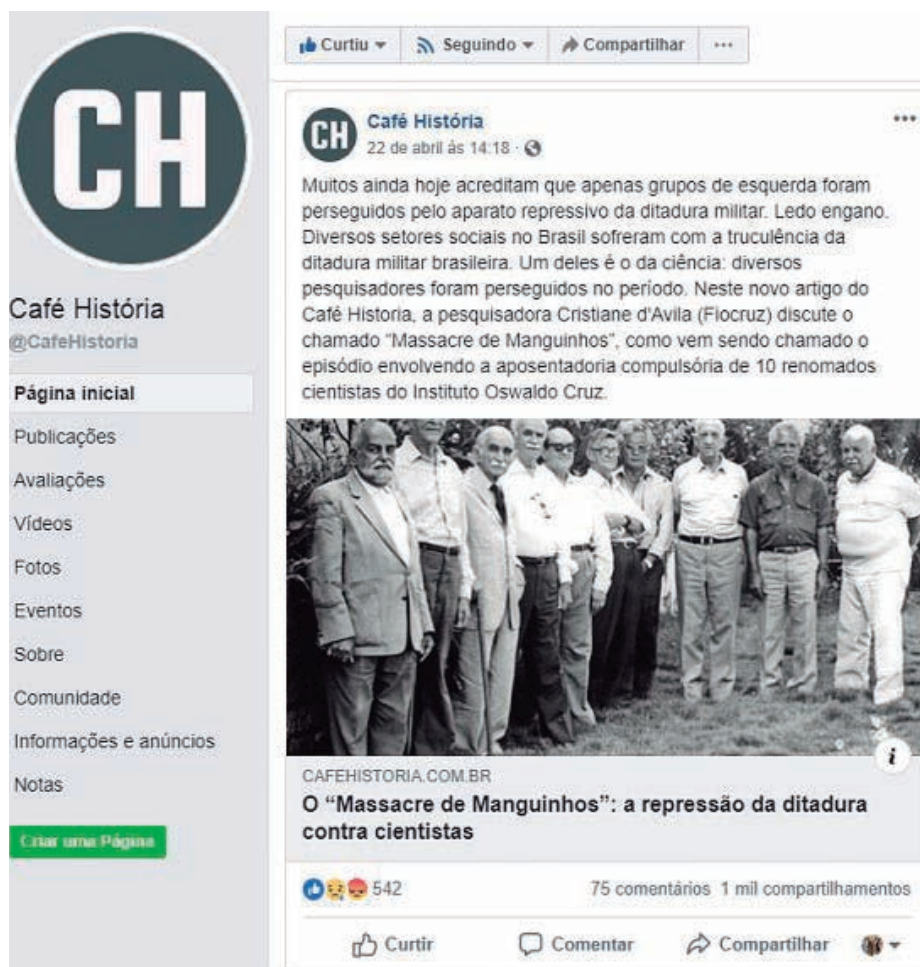 CH
Café História
@CafeHistoria
Página inicial
Publicações
Avaliações
Vídeos
Fotos
Eventos
Sobre
Comunidade
Informações e anúncios
Notas
Criar uma Página
Curtiu
Seguindo
Compartilhar
CH
Café História
22 de abril às 14:18
Muitos ainda hoje acreditam que apenas grupos de esquerda foram
perseguidos pelo aparato repressivo da ditadura militar. Ledo engano.
Diversos setores sociais no Brasil sofreram com a truculência da
ditadura militar brasileira. Um deles é o da ciência: diversos
pesquisadores foram perseguidos no período. Neste novo artigo do
Café Historia, a pesquisadora Cristiane d'Avila (Fiocruz) discute o
chamado "Massacre de Manguinhos", como vem sendo chamado o
episódio envolvendo a aposentadoria compulsória de 10 renomados
cientistas do Instituto Oswaldo Cruz.
i
CAFEHISTORIA.COM.BR
O "Massacre de Manguinhos": a repressão da ditadura
contra cientistas
542
75 comentários 1 mil compartilhamentos
Curtir
Comentar
Compartilhar